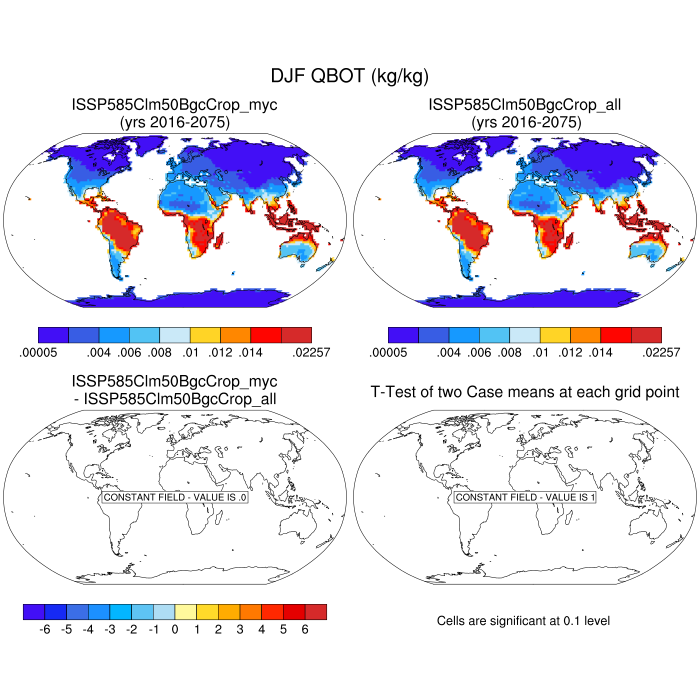 DJF QBOT (kg/kg)
ISSP585Clm50BgcCrop_myc
(yrs 2016-2075)
ISSP585Clm50BgcCrop_all
(yrs 2016-2075)
.00005 .004 .006 .008 .01 .012 .014 .02257
.00005 .004 .006 .008 .01 .012 .014 .02257
ISSP585Clm50BgcCrop_myc
- ISSP585Clm50BgcCrop_all
T-Test of two Case means at each grid point
CONSTANT FIELD - VALUE IS .0
CONSTANT FIELD - VALUE IS 1
-6 -5 -4 -3 -2 -1 0 1 2 3 4 5 6
Cells are significant at 0.1 level